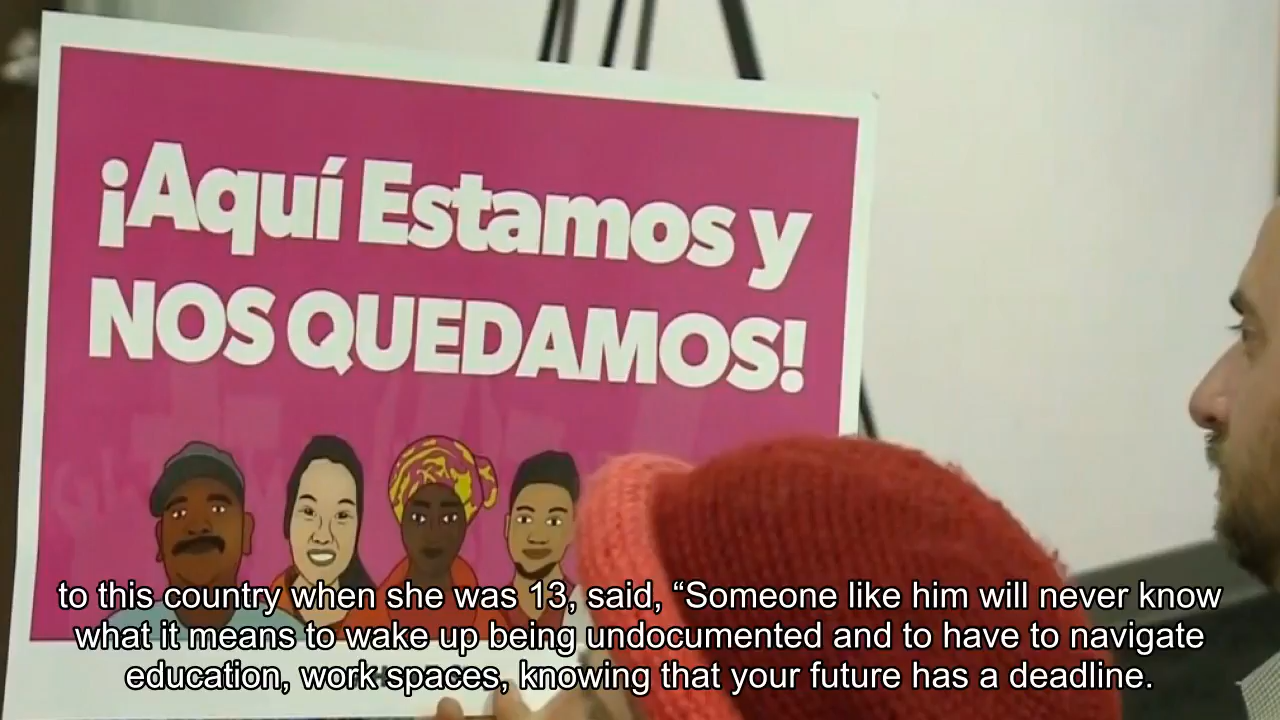 ¡Aquí Estamos y
NOS QUEDAMOS!
to this country when she was 13, said, “Someone like him will never know
what it means to wake up being undocumented and to have to navigate
education, work spaces, knowing that your future has a deadline.